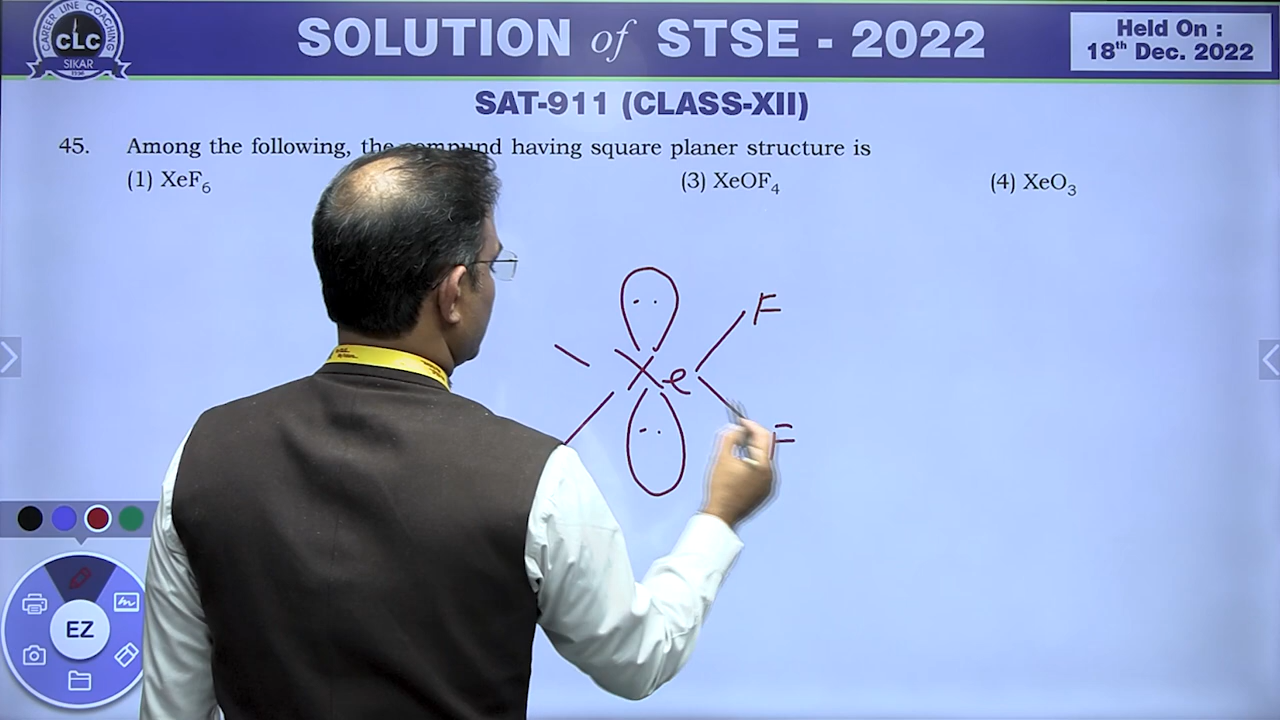 CAREER LINE COACHING
CLC
SIKAR
SOLUTION of STSE - 2022
Held On :
18th Dec. 2022
SAT-911 (CLASS-XII)
45. Among the following, the compund having square planer structure is
(1) XeF6 (3) XeOF4 (4) XeO3
F
Xe
F
EZ